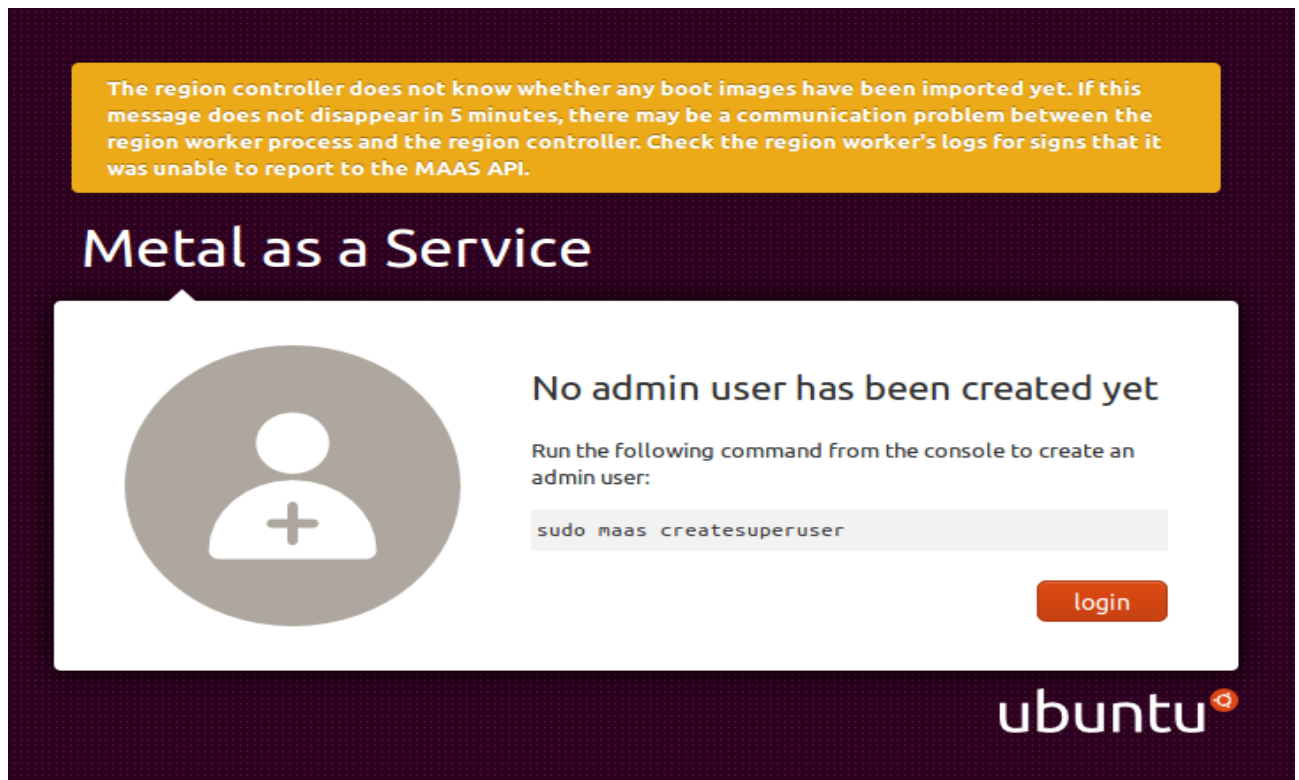 The region controller does not know whether any boot images have been imported yet. If this
message does not disappear in 5 minutes, there may be a communication problem between the
region worker process and the region controller. Check the region worker's logs for signs that it
was unable to report to the MAAS API.
Metal as a Service
No admin user has been created yet
Run the following command from the console to create an
admin user:
sudo maas createsuperuser
login
ubuntu